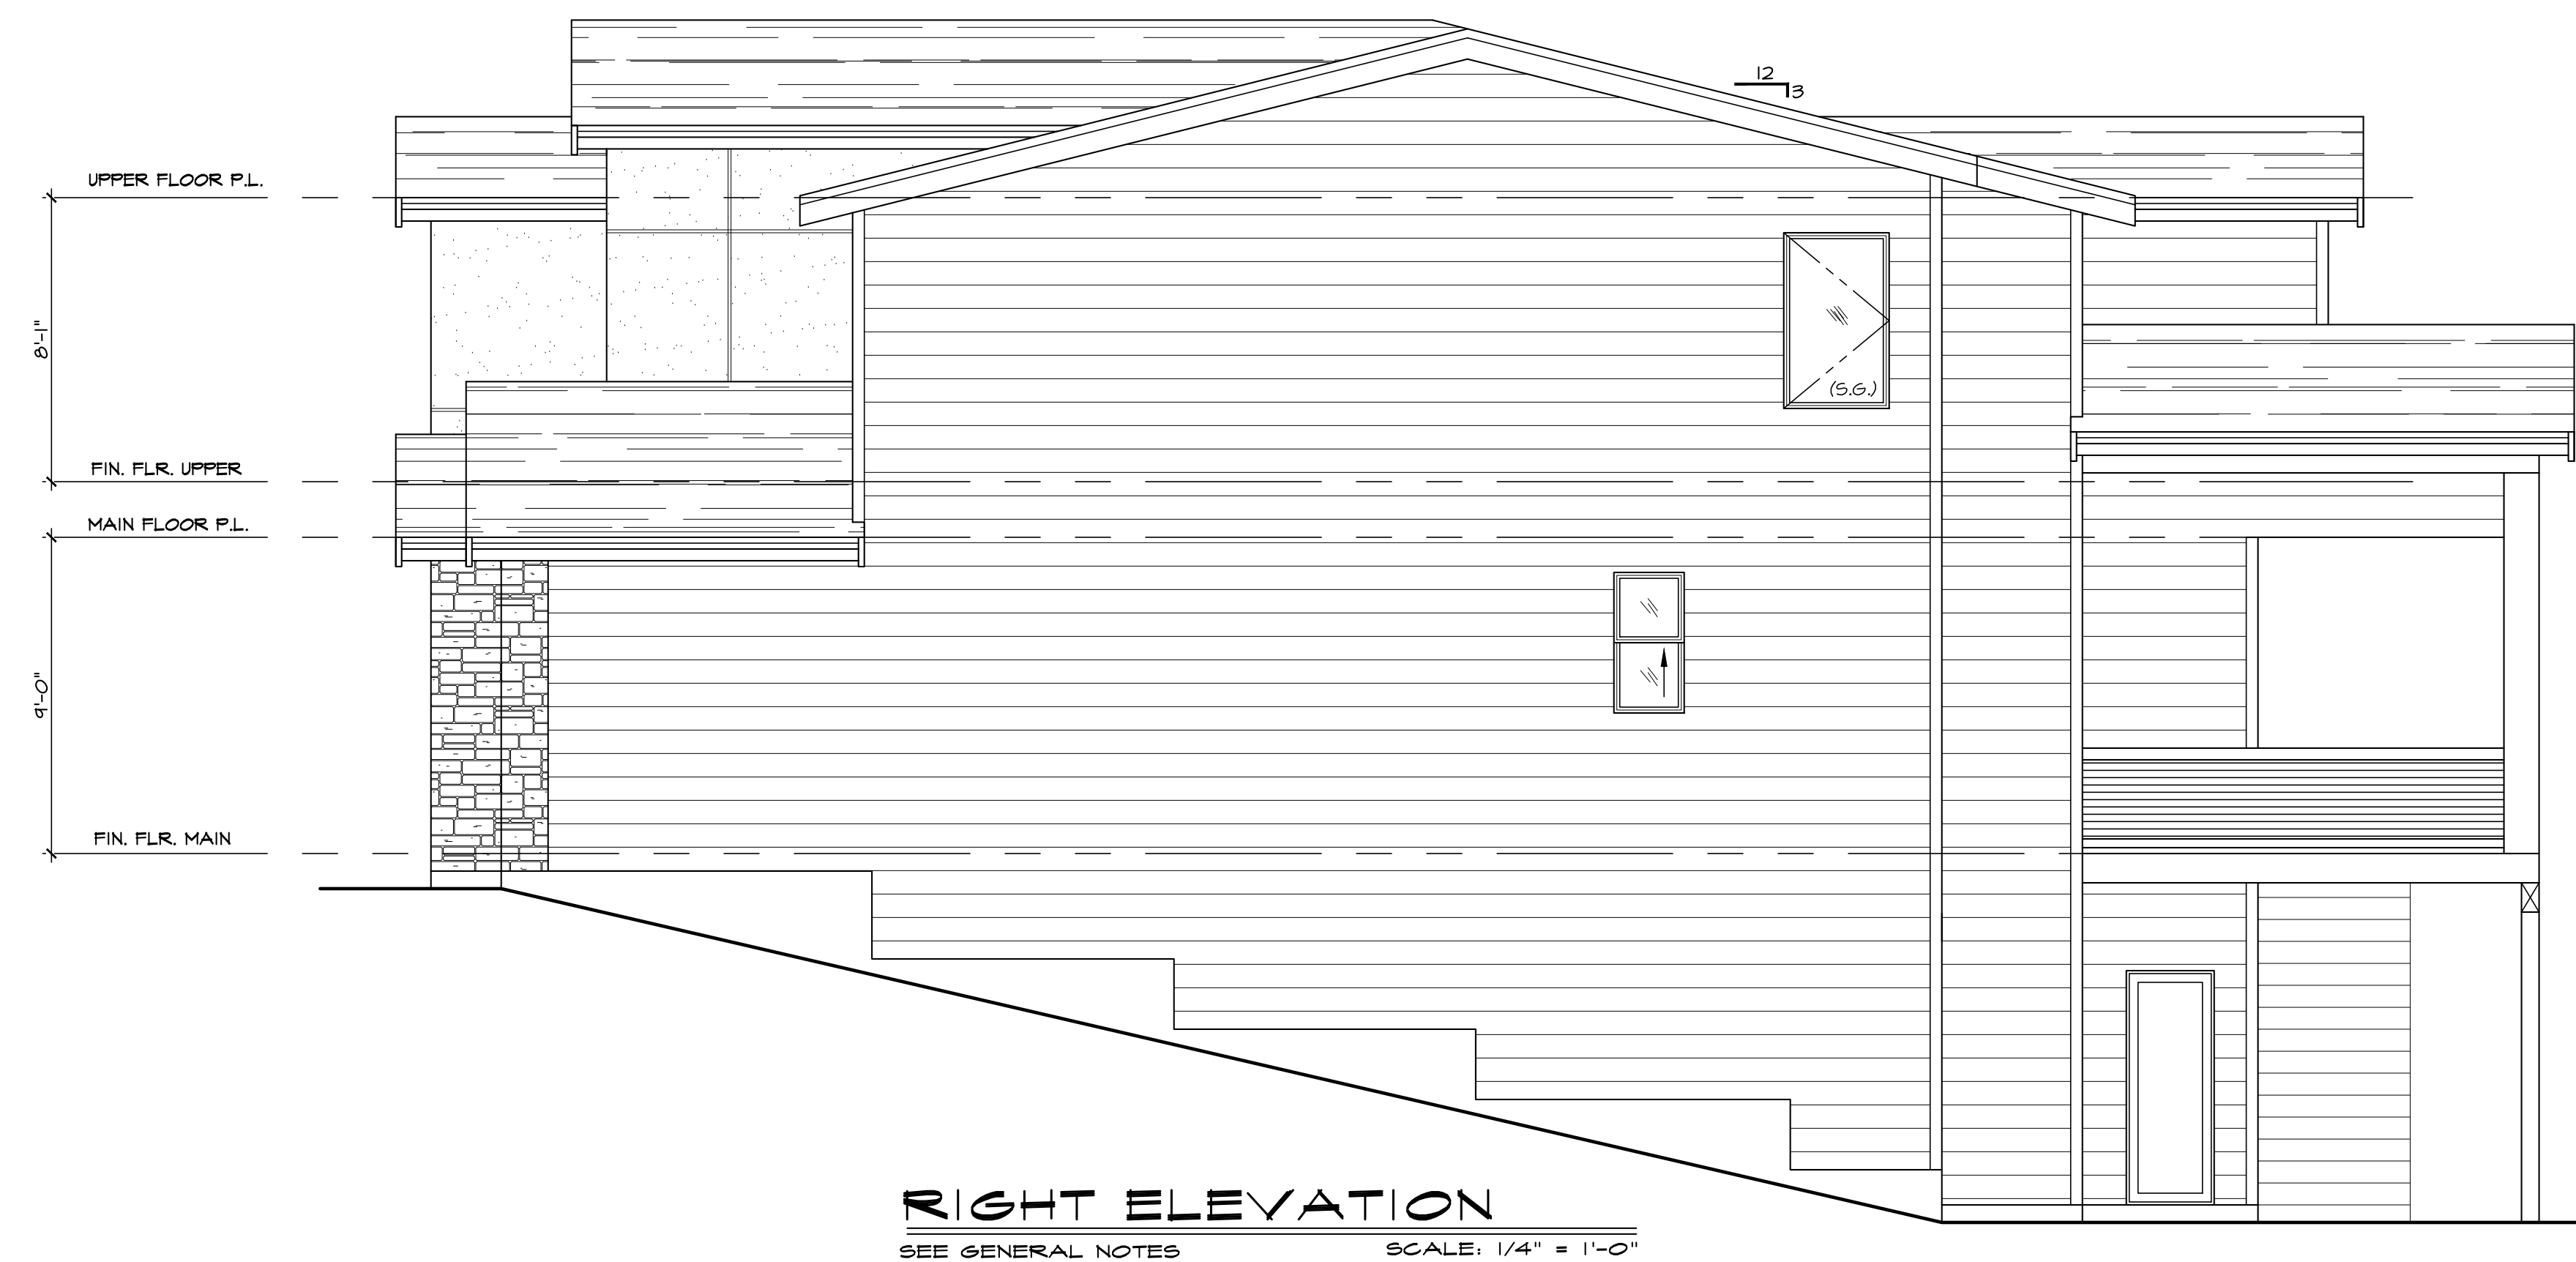 12
3
UPPER FLOOR P.L.
8'-1"
(S.G.)
FIN. FLR. UPPER
MAIN FLOOR P.L.
9'-0"
FIN. FLR. MAIN
RIGHT ELEVATION
SEE GENERAL NOTES
SCALE: 1/4" = 1'-0"